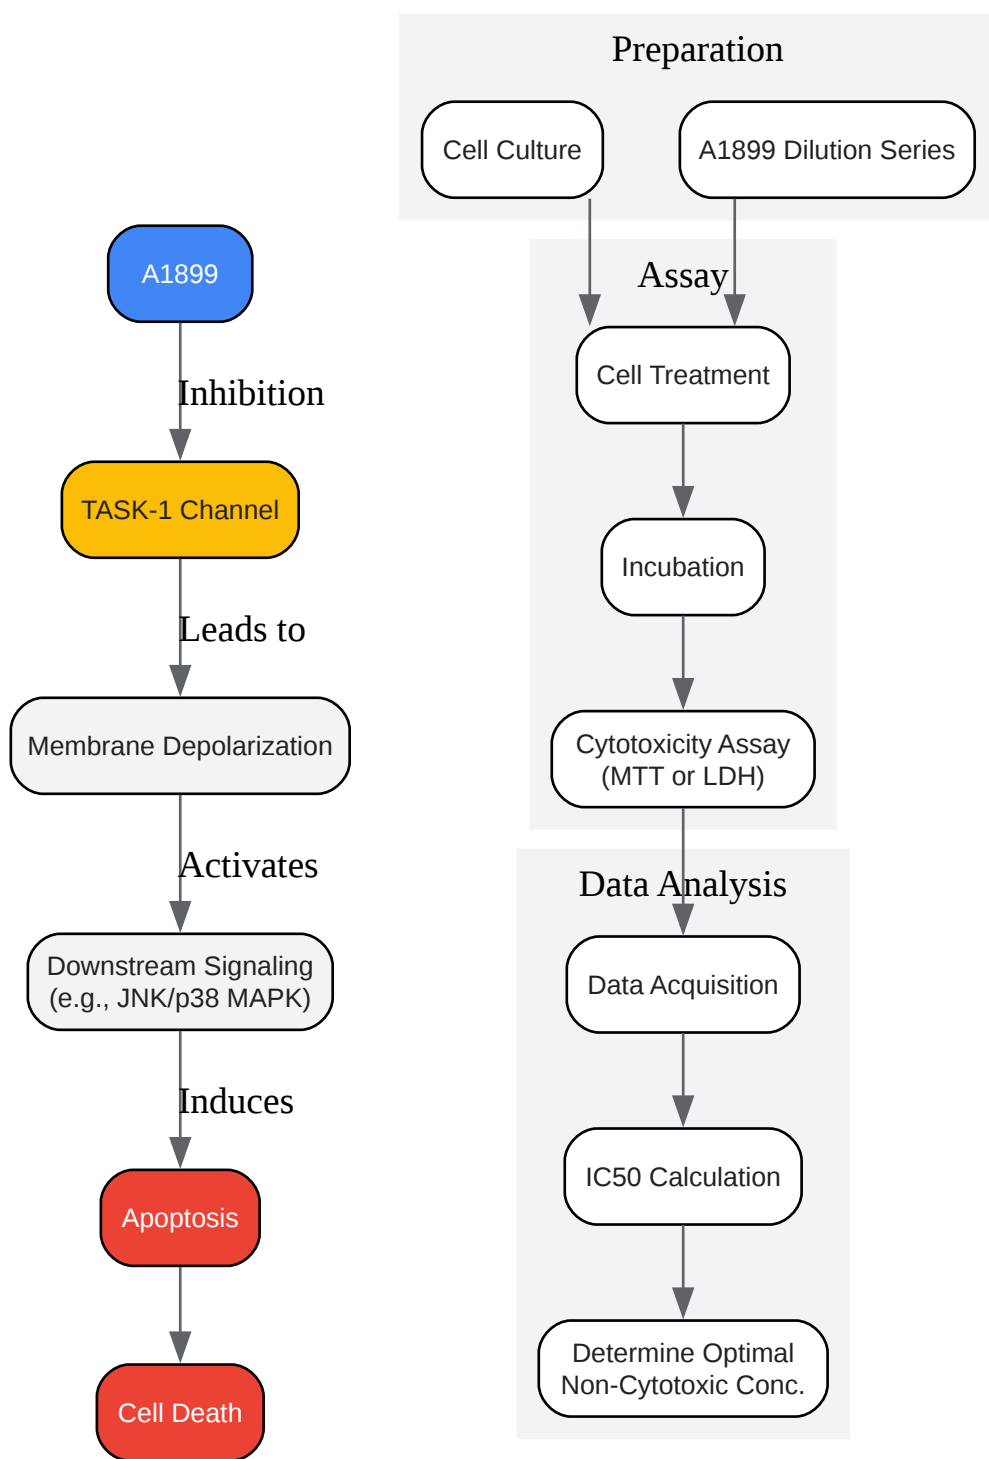 A1899
Inhibition
TASK-1 Channel
Leads to
Membrane Depolarization
Activates
Downstream Signaling
(e.g., JNK/p38 MAPK)
Induces
Apoptosis
Cell Death
Preparation
Cell Culture
A1899 Dilution Series
Assay
Cell Treatment
Incubation
Cytotoxicity Assay
(MTT or LDH)
Data Analysis
Data Acquisition
IC50 Calculation
Determine Optimal
Non-Cytotoxic Conc.